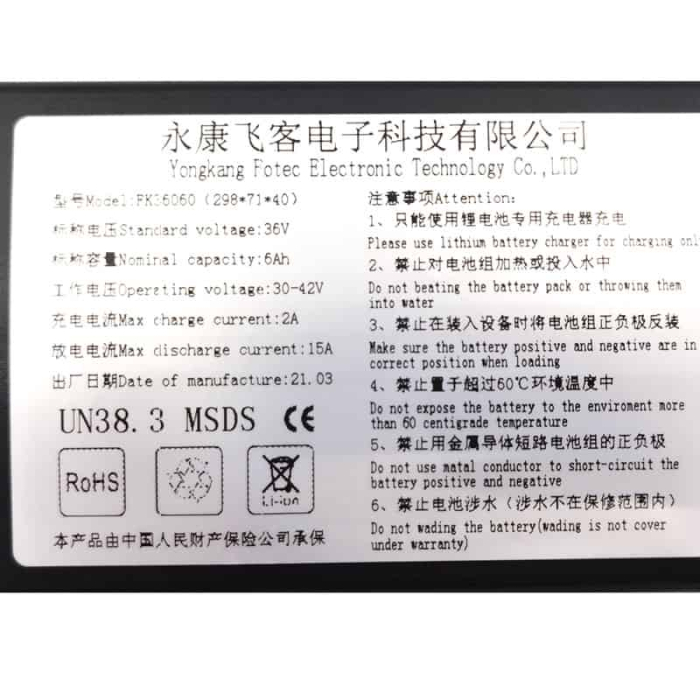 永康飞客电子科技有限公司
Yongkang Fotec Electronic Technology Co.,LTD
型号Model:FK36060 (298*71*40)
标称电压Standard voltage:36V
标称容量Nominal capacity:6Ah
工作电压Operating voltage:30-42V
充电电流Max charge current:2A
放电电流Max discharge current:15A
出厂日期Date of manufacture:21.03
UN38.3 MSDS CE
RoHS
Li-ion
本产品由中国人民财产保险公司承保
注意事项Attention:
1、只能使用锂电池专用充电器充电
Please use lithium battery charger for charging onl
2、禁止对电池组加热或投入水中
Do not beating the battery pack or throwing them
into water
3、禁止在装入设备时将电池组正负极反装
Make sure the battery positive and negative are in
correct position when loading
4、禁止置于超过60℃环境温度中
Do not expose the battery to the enviroment more
than 60 centigrade temperature
5、禁止用金属导体短路电池组的正负极
Do not use matal conductor to short-circuit the
battery positive and negative
6、禁止电池涉水（涉水不在保修范围内）
Do not wading the battery(wading is not cover
under warranty)